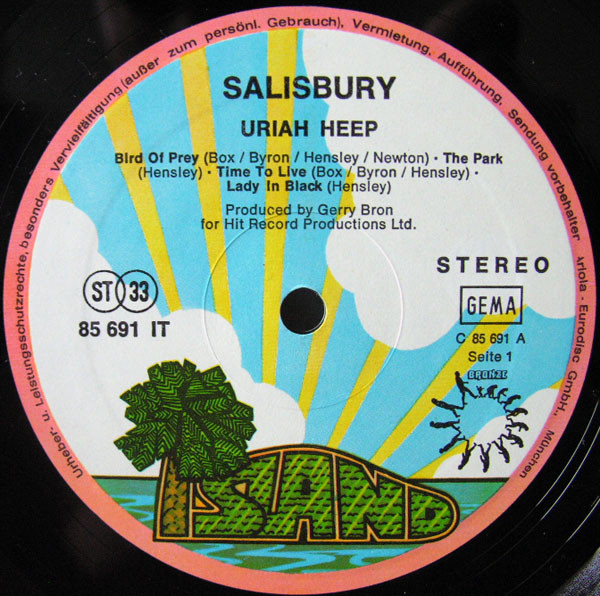 SALISBURY
URIAH HEEP
Bird Of Prey (Box / Byron / Hensley / Newton) · The Park
(Hensley) · Time To Live (Box / Byron / Hensley) ·
Lady In Black (Hensley)
Produced by Gerry Bron
for Hit Record Productions Ltd.
STEREO
ST 33
85 691 IT
GEMA
C 85 691 A
Seite 1
BRONZE
ISLAND
Urheber- u. Leistungsschutzrechte, besonders Vervielfältigung (außer zum persönl. Gebrauch), Vermietung, Aufführung, Sendung vorbehalten Ariola - Eurodisc GmbH., München